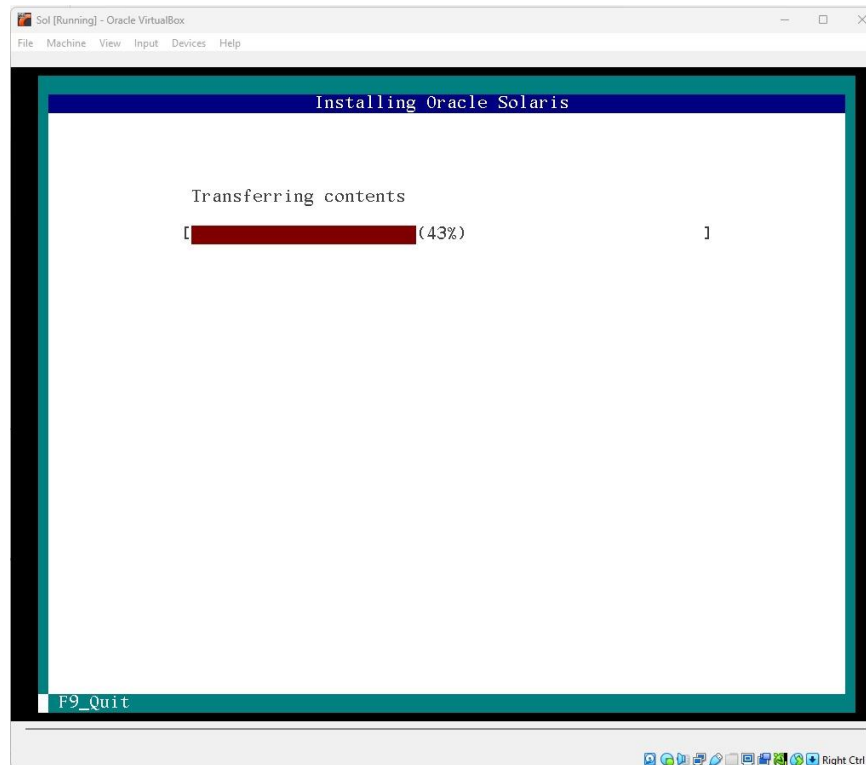 Sol [Running] - Oracle VirtualBox
File Machine View Input Devices Help
Installing Oracle Solaris
Transferring contents
[(43%) ]
F9_Quit
Right Ctrl